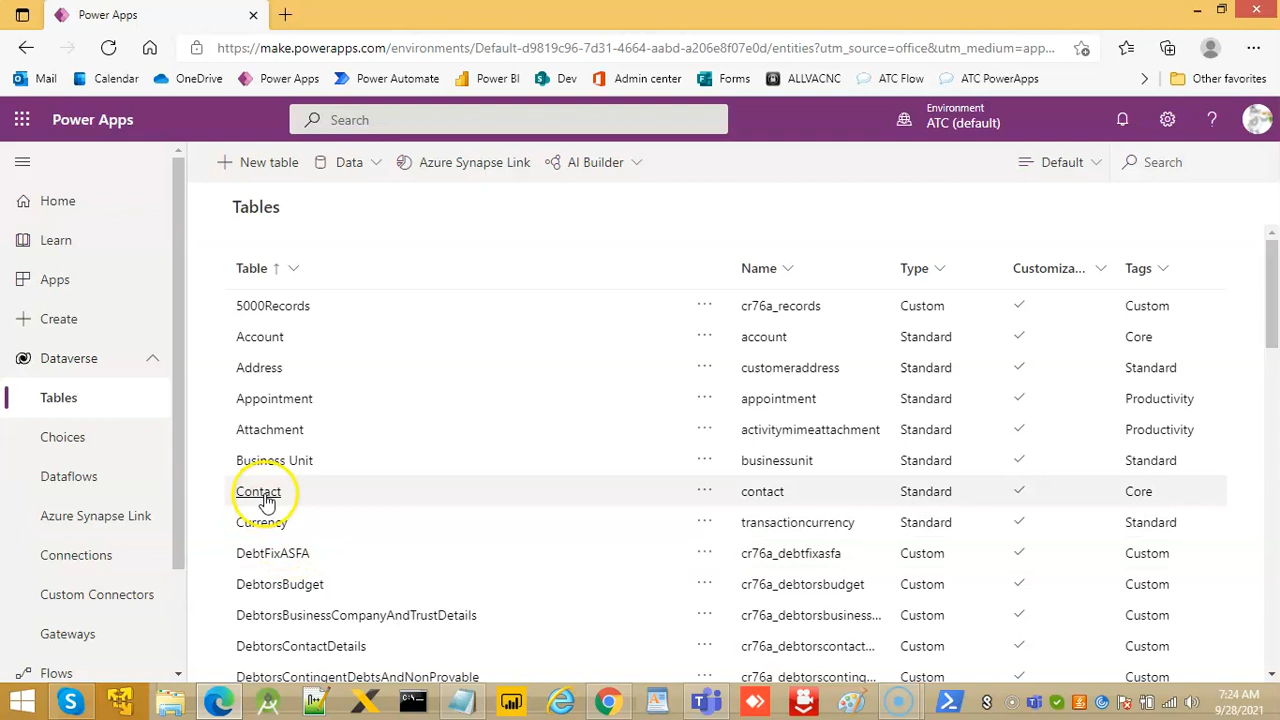 Power Apps
https://make.powerapps.com/environments/Default-d9819c96-7d31-4664-aabd-a206e8f07e0d/entities?utm_source=office&utm_medium=app...
Mail Calendar OneDrive Power Apps Power Automate Power BI Dev Admin center Forms ALLVACNC ATC Flow ATC PowerApps Other favorites
Power Apps Search Environment
ATC (default)
New table Data Azure Synapse Link AI Builder Default Search
Home
Learn
Apps
Create
Dataverse
Tables
Choices
Dataflows
Azure Synapse Link
Connections
Custom Connectors
Gateways
Flows
Tables
Table ↑ Name Type Customiza... Tags
5000Records ... cr76a_records Custom Custom
Account ... account Standard Core
Address ... customeraddress Standard Standard
Appointment ... appointment Standard Productivity
Attachment ... activitymimeattachment Standard Productivity
Business Unit ... businessunit Standard Standard
Contact ... contact Standard Core
Currency ... transactioncurrency Standard Standard
DebtFixASFA ... cr76a_debtfixasfa Custom Custom
DebtorsBudget ... cr76a_debtorsbudget Custom Custom
DebtorsBusinessCompanyAndTrustDetails ... cr76a_debtorsbusiness... Custom Custom
DebtorsContactDetails ... cr76a_debtorscontact... Custom Custom
DebtorsContingentDebtsAndNonProvable ... cr76a_debtorsconting... Custom Custom
7:24 AM
9/28/2021